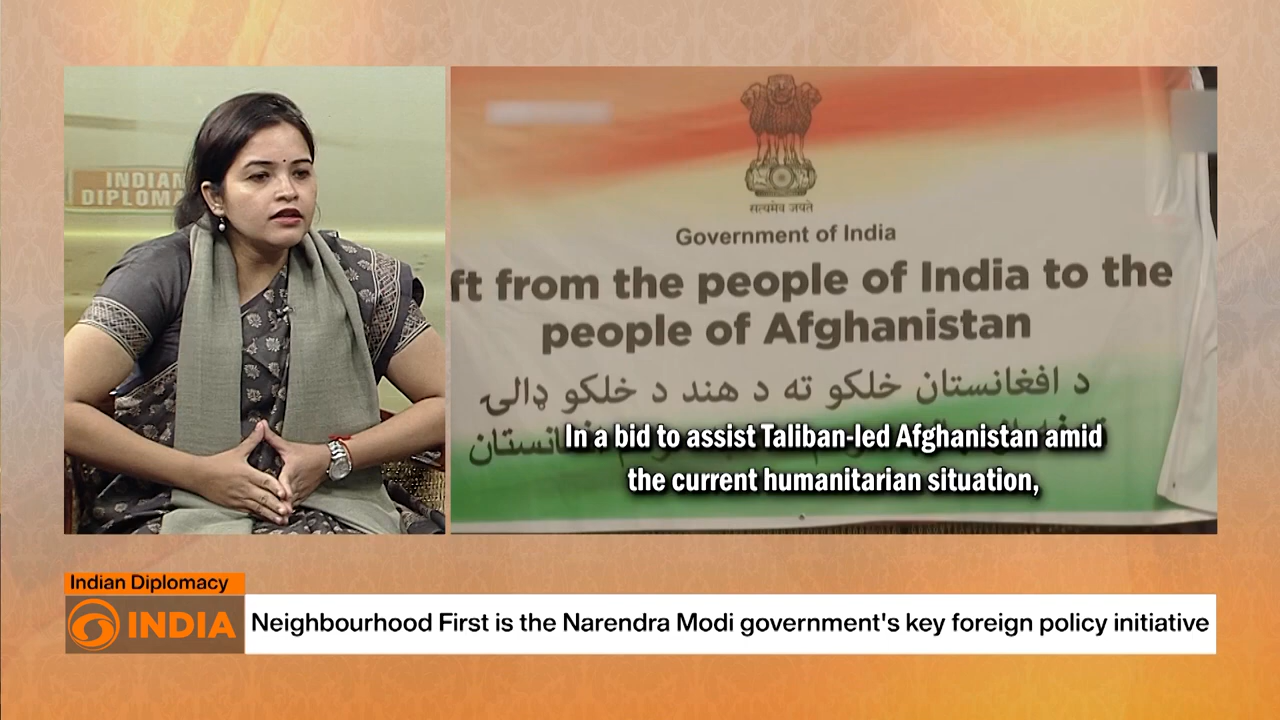 INDIAN
DIPLOMA
सत्यमेव जयते
Government of India
ft from the people of India to the
people of Afghanistan
د افغانستان خلکو ته د هند د خلکو ډالۍ
In a bid to assist Taliban-led Afghanistan amid
the current humanitarian situation,
Indian Diplomacy
INDIA
Neighbourhood First is the Narendra Modi government's key foreign policy initiative